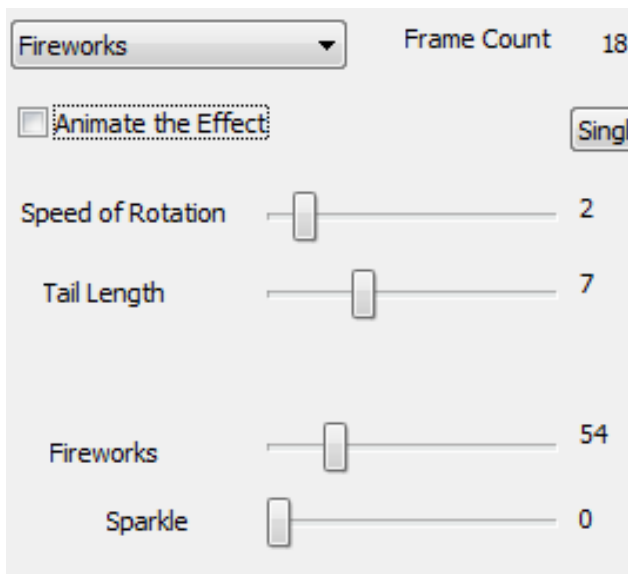 Fireworks Frame Count 18
Animate the Effect
Speed of Rotation 2
Tail Length 7
Fireworks 54
Sparkle 0